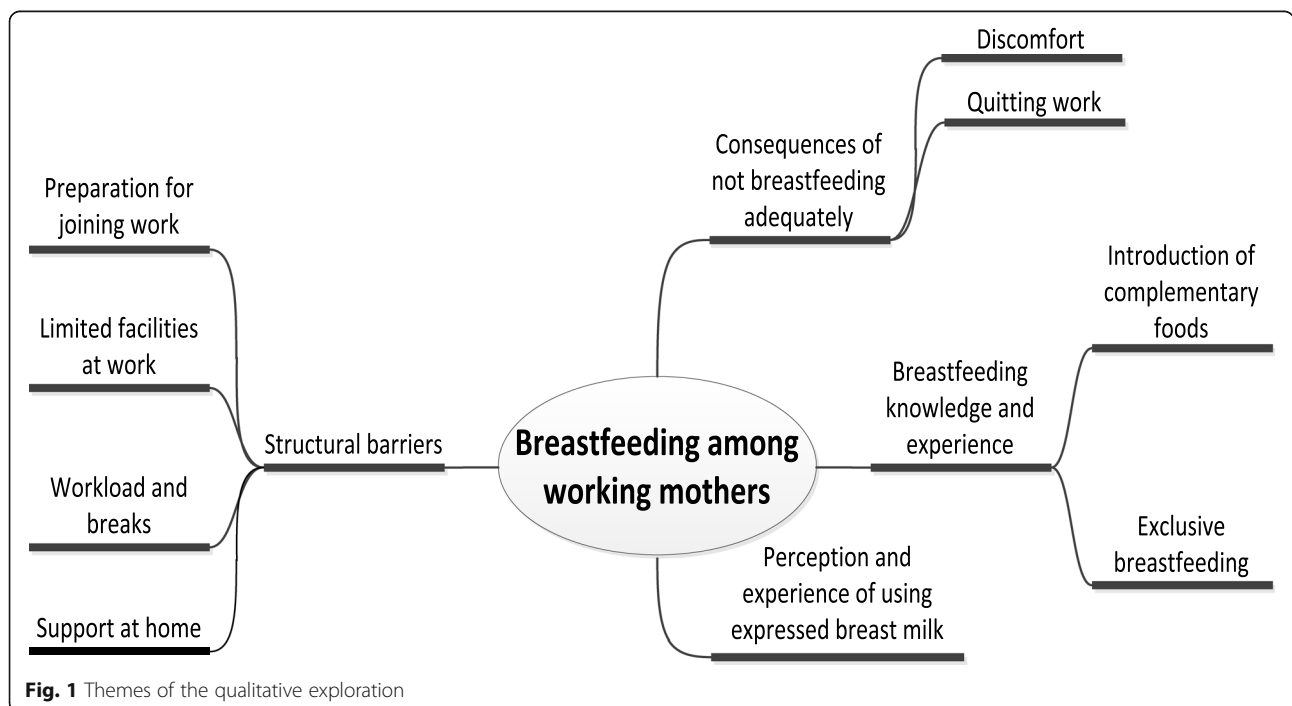 Discomfort
Quitting work
Consequences of
not breastfeeding
adequately
Preparation for
joining work
Limited facilities
at work
Structural barriers
Workload and
breaks
Support at home
Breastfeeding among
working mothers
Breastfeeding
knowledge and
experience
Introduction of
complementary
foods
Exclusive
breastfeeding
Perception and
experience of using
expressed breast milk
Fig. 1 Themes of the qualitative exploration